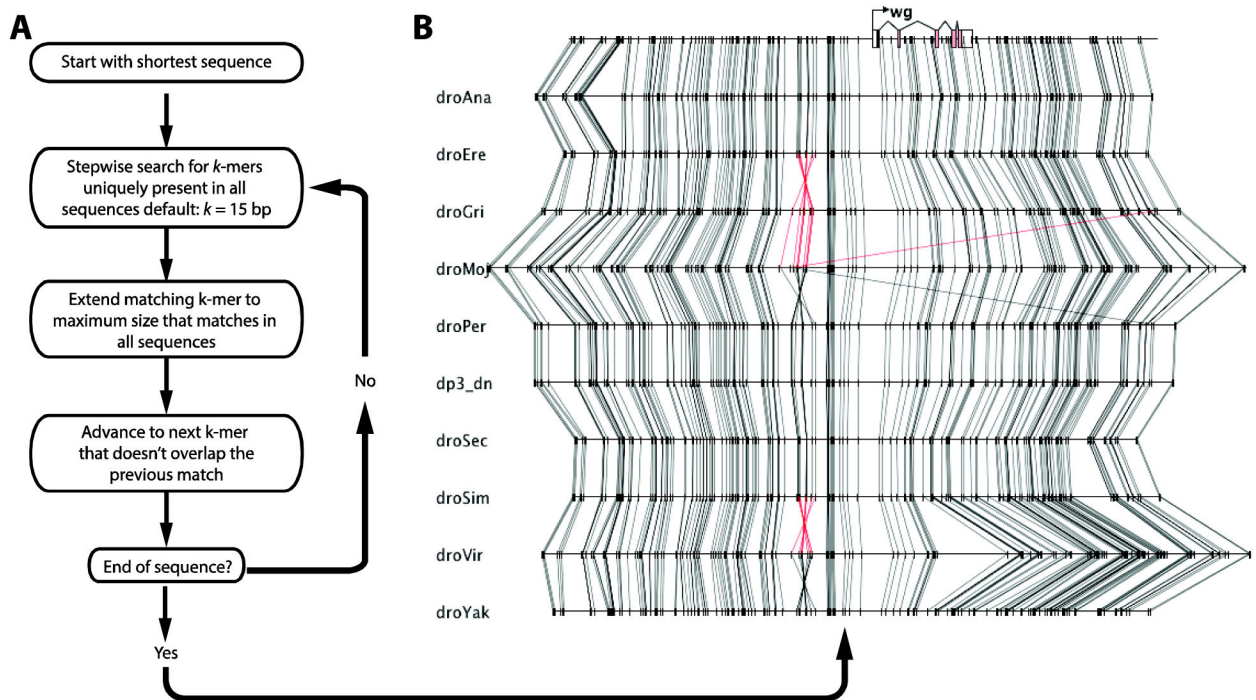 A
Start with shortest sequence
Stepwise search for k-mers
uniquely present in all
sequences default: k = 15 bp
Extend matching k-mer to
maximum size that matches in
all sequences
Advance to next k-mer
that doesn't overlap the
previous match
End of sequence?
No
Yes
B
wg
droAna
droEre
droGri
droMoj
droPer
dp3_dn
droSec
droSim
droVir
droYak